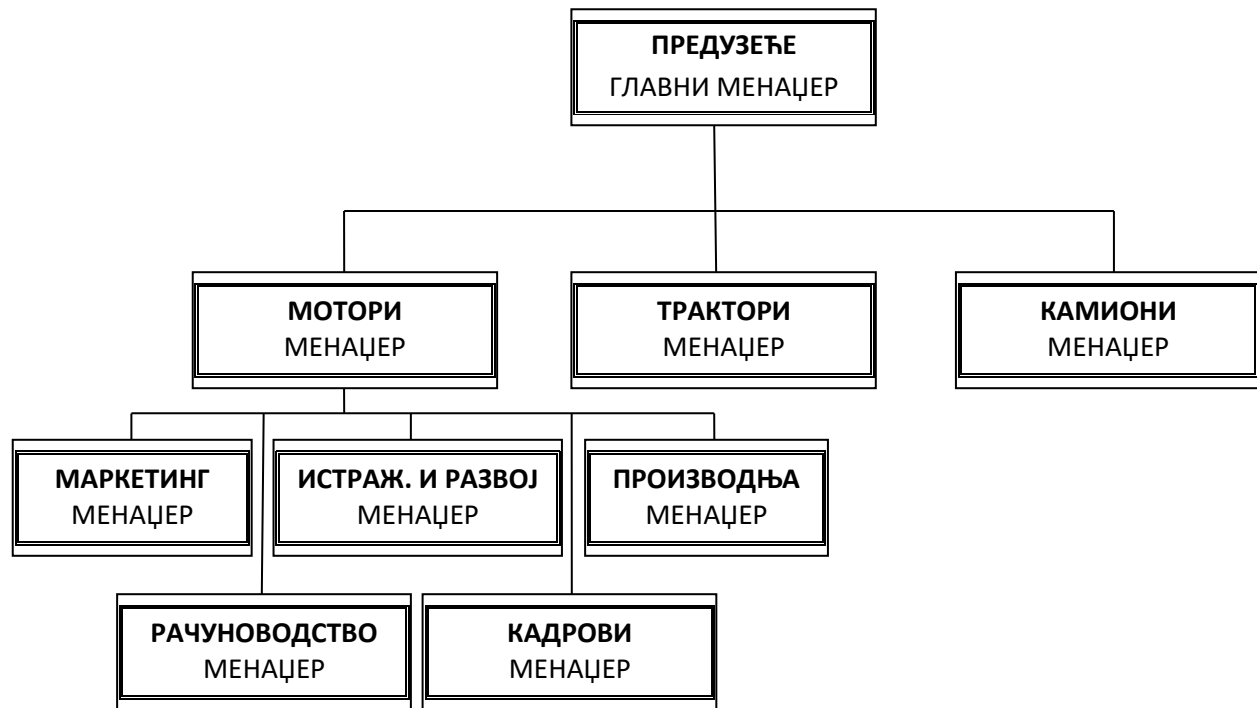 ПРЕДУЗЕЋЕ
ГЛАВНИ МЕНАЏЕР
МОТОРИ
МЕНАЏЕР
ТРАКТОРИ
МЕНАЏЕР
КАМИОНИ
МЕНАЏЕР
МАРКЕТИНГ
МЕНАЏЕР
ИСТРАЖ. И РАЗВОЈ
МЕНАЏЕР
ПРОИЗВОДЊА
МЕНАЏЕР
РАЧУНОВОДСТВО
МЕНАЏЕР
КАДРОВИ
МЕНАЏЕР